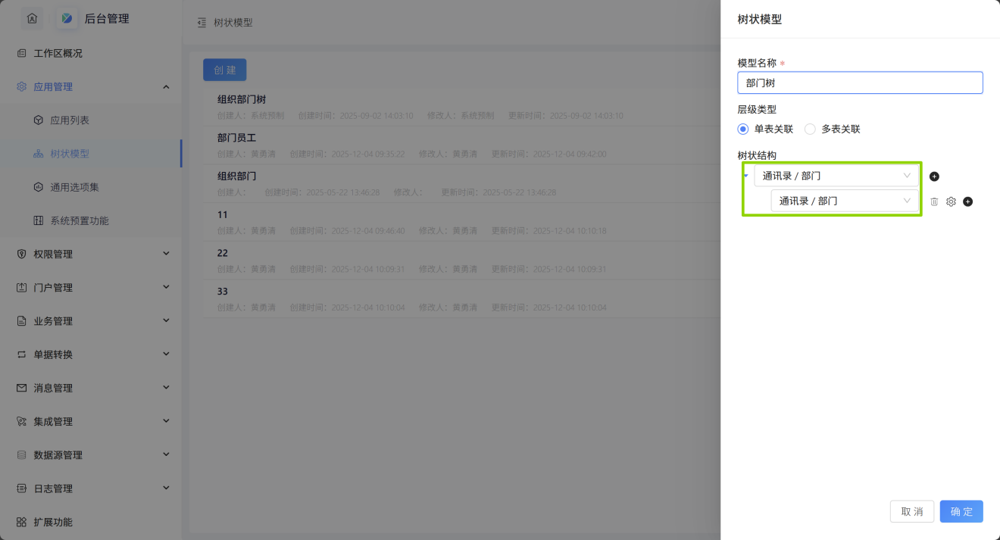 后台管理
工作区概况
应用管理
应用列表
树状模型
通用选项集
系统预置功能
权限管理
门户管理
业务管理
单据转换
消息管理
集成管理
数据源管理
日志管理
扩展功能
树状模型
创 建
组织部门树
创建人：系统预制 创建时间：2025-09-02 14:03:10 修改人：系统预制 更新时间：2025-09-02 14:03:10
部门员工
创建人：黄勇清 创建时间：2025-12-04 09:35:22 修改人：黄勇清 更新时间：2025-12-04 09:42:00
组织部门
创建人： 创建时间：2025-05-22 13:46:28 修改人： 更新时间：2025-05-22 13:46:28
11
创建人：黄勇清 创建时间：2025-12-04 09:46:40 修改人：黄勇清 更新时间：2025-12-04 10:10:18
22
创建人：黄勇清 创建时间：2025-12-04 10:09:31 修改人：黄勇清 更新时间：2025-12-04 10:09:31
33
创建人：黄勇清 创建时间：2025-12-04 10:10:04 修改人：黄勇清 更新时间：2025-12-04 10:10:04
树状模型
模型名称 *
部门树
层级类型
单表关联 多表关联
树状结构
通讯录 / 部门
通讯录 / 部门
取 消 确 定